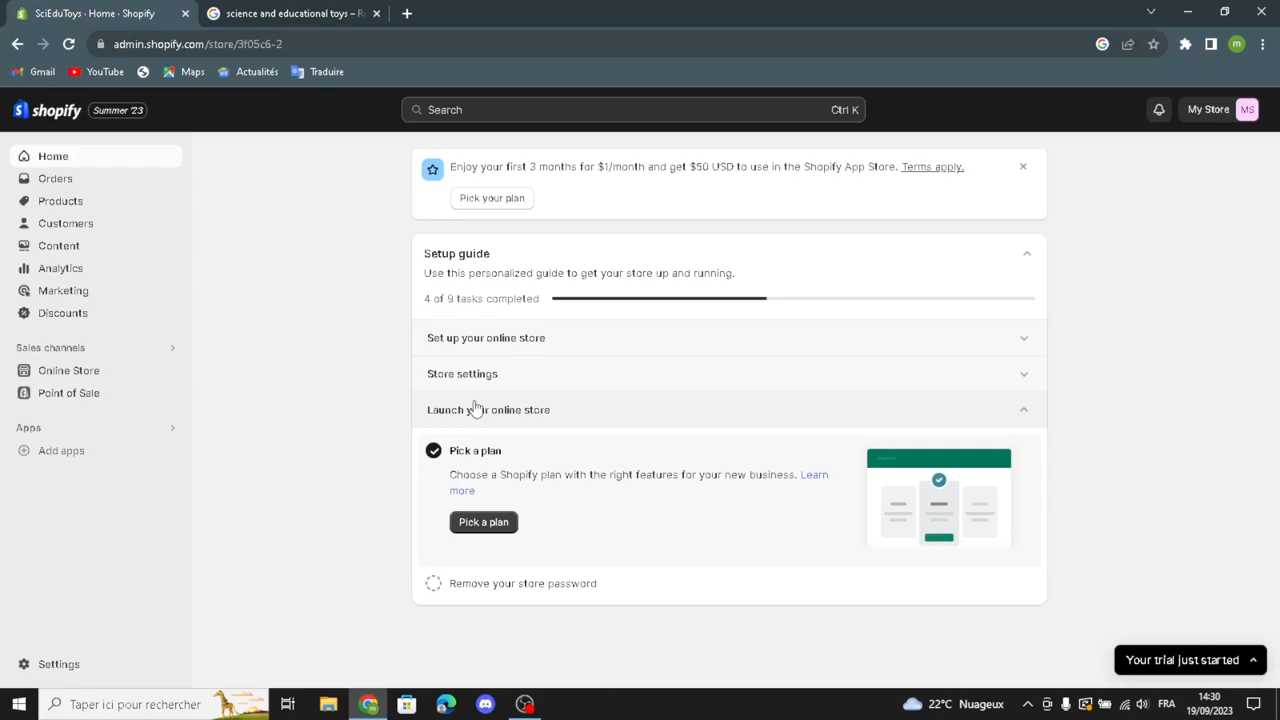 SciEduToys · Home · Shopify
science and educational toys – Re
admin.shopify.com/store/3f05c6-2
m
Gmail
YouTube
Maps
Actualités
Traduire
shopify
Summer '23
Search
Ctrl K
My Store
MS
Home
Orders
Products
Customers
Content
Analytics
Marketing
Discounts
Sales channels
Online Store
Point of Sale
Apps
Add apps
Settings
Enjoy your first 3 months for $1/month and get $50 USD to use in the Shopify App Store. Terms apply.
Pick your plan
Setup guide
Use this personalized guide to get your store up and running.
4 of 9 tasks completed
Set up your online store
Store settings
Launch your online store
Pick a plan
Choose a Shopify plan with the right features for your new business. Learn
more
Pick a plan
Remove your store password
Your trial just started
Taper ici pour rechercher
22°C Nuageux
FRA
14:30
19/09/2023